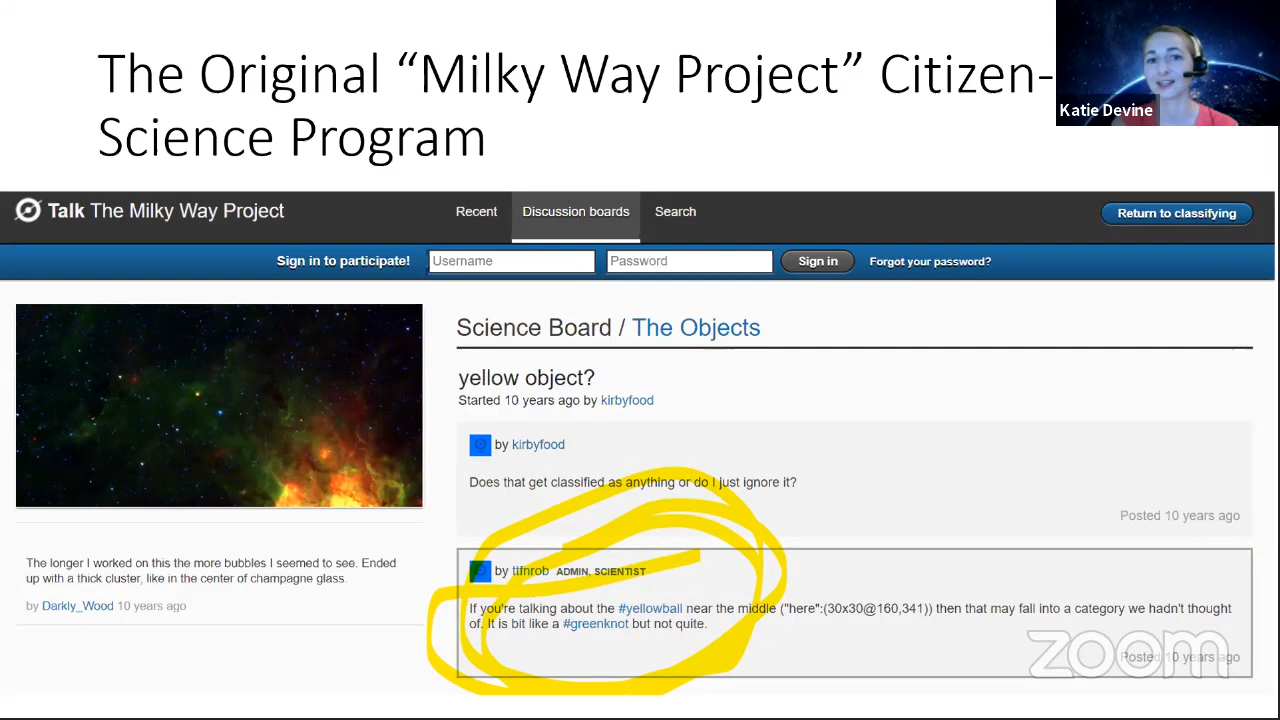 The Original “Milky Way Project” Citizen-
Science Program
Katie Devine
Talk The Milky Way Project
Recent
Discussion boards
Search
Return to classifying
Sign in to participate!
Username
Password
Sign in
Forgot your password?
Science Board / The Objects
yellow object?
Started 10 years ago by kirbyfood
by kirbyfood
Does that get classified as anything or do I just ignore it?
Posted 10 years ago
The longer I worked on this the more bubbles I seemed to see. Ended
up with a thick cluster, like in the center of champagne glass.
by Darkly_Wood 10 years ago
by ttfnrob ADMIN, SCIENTIST
If you're talking about the #yellowball near the middle ("here":(30x30@160,341)) then that may fall into a category we hadn't thought
of. It is bit like a #greenknot but not quite.
Posted 10 years ago
zoom